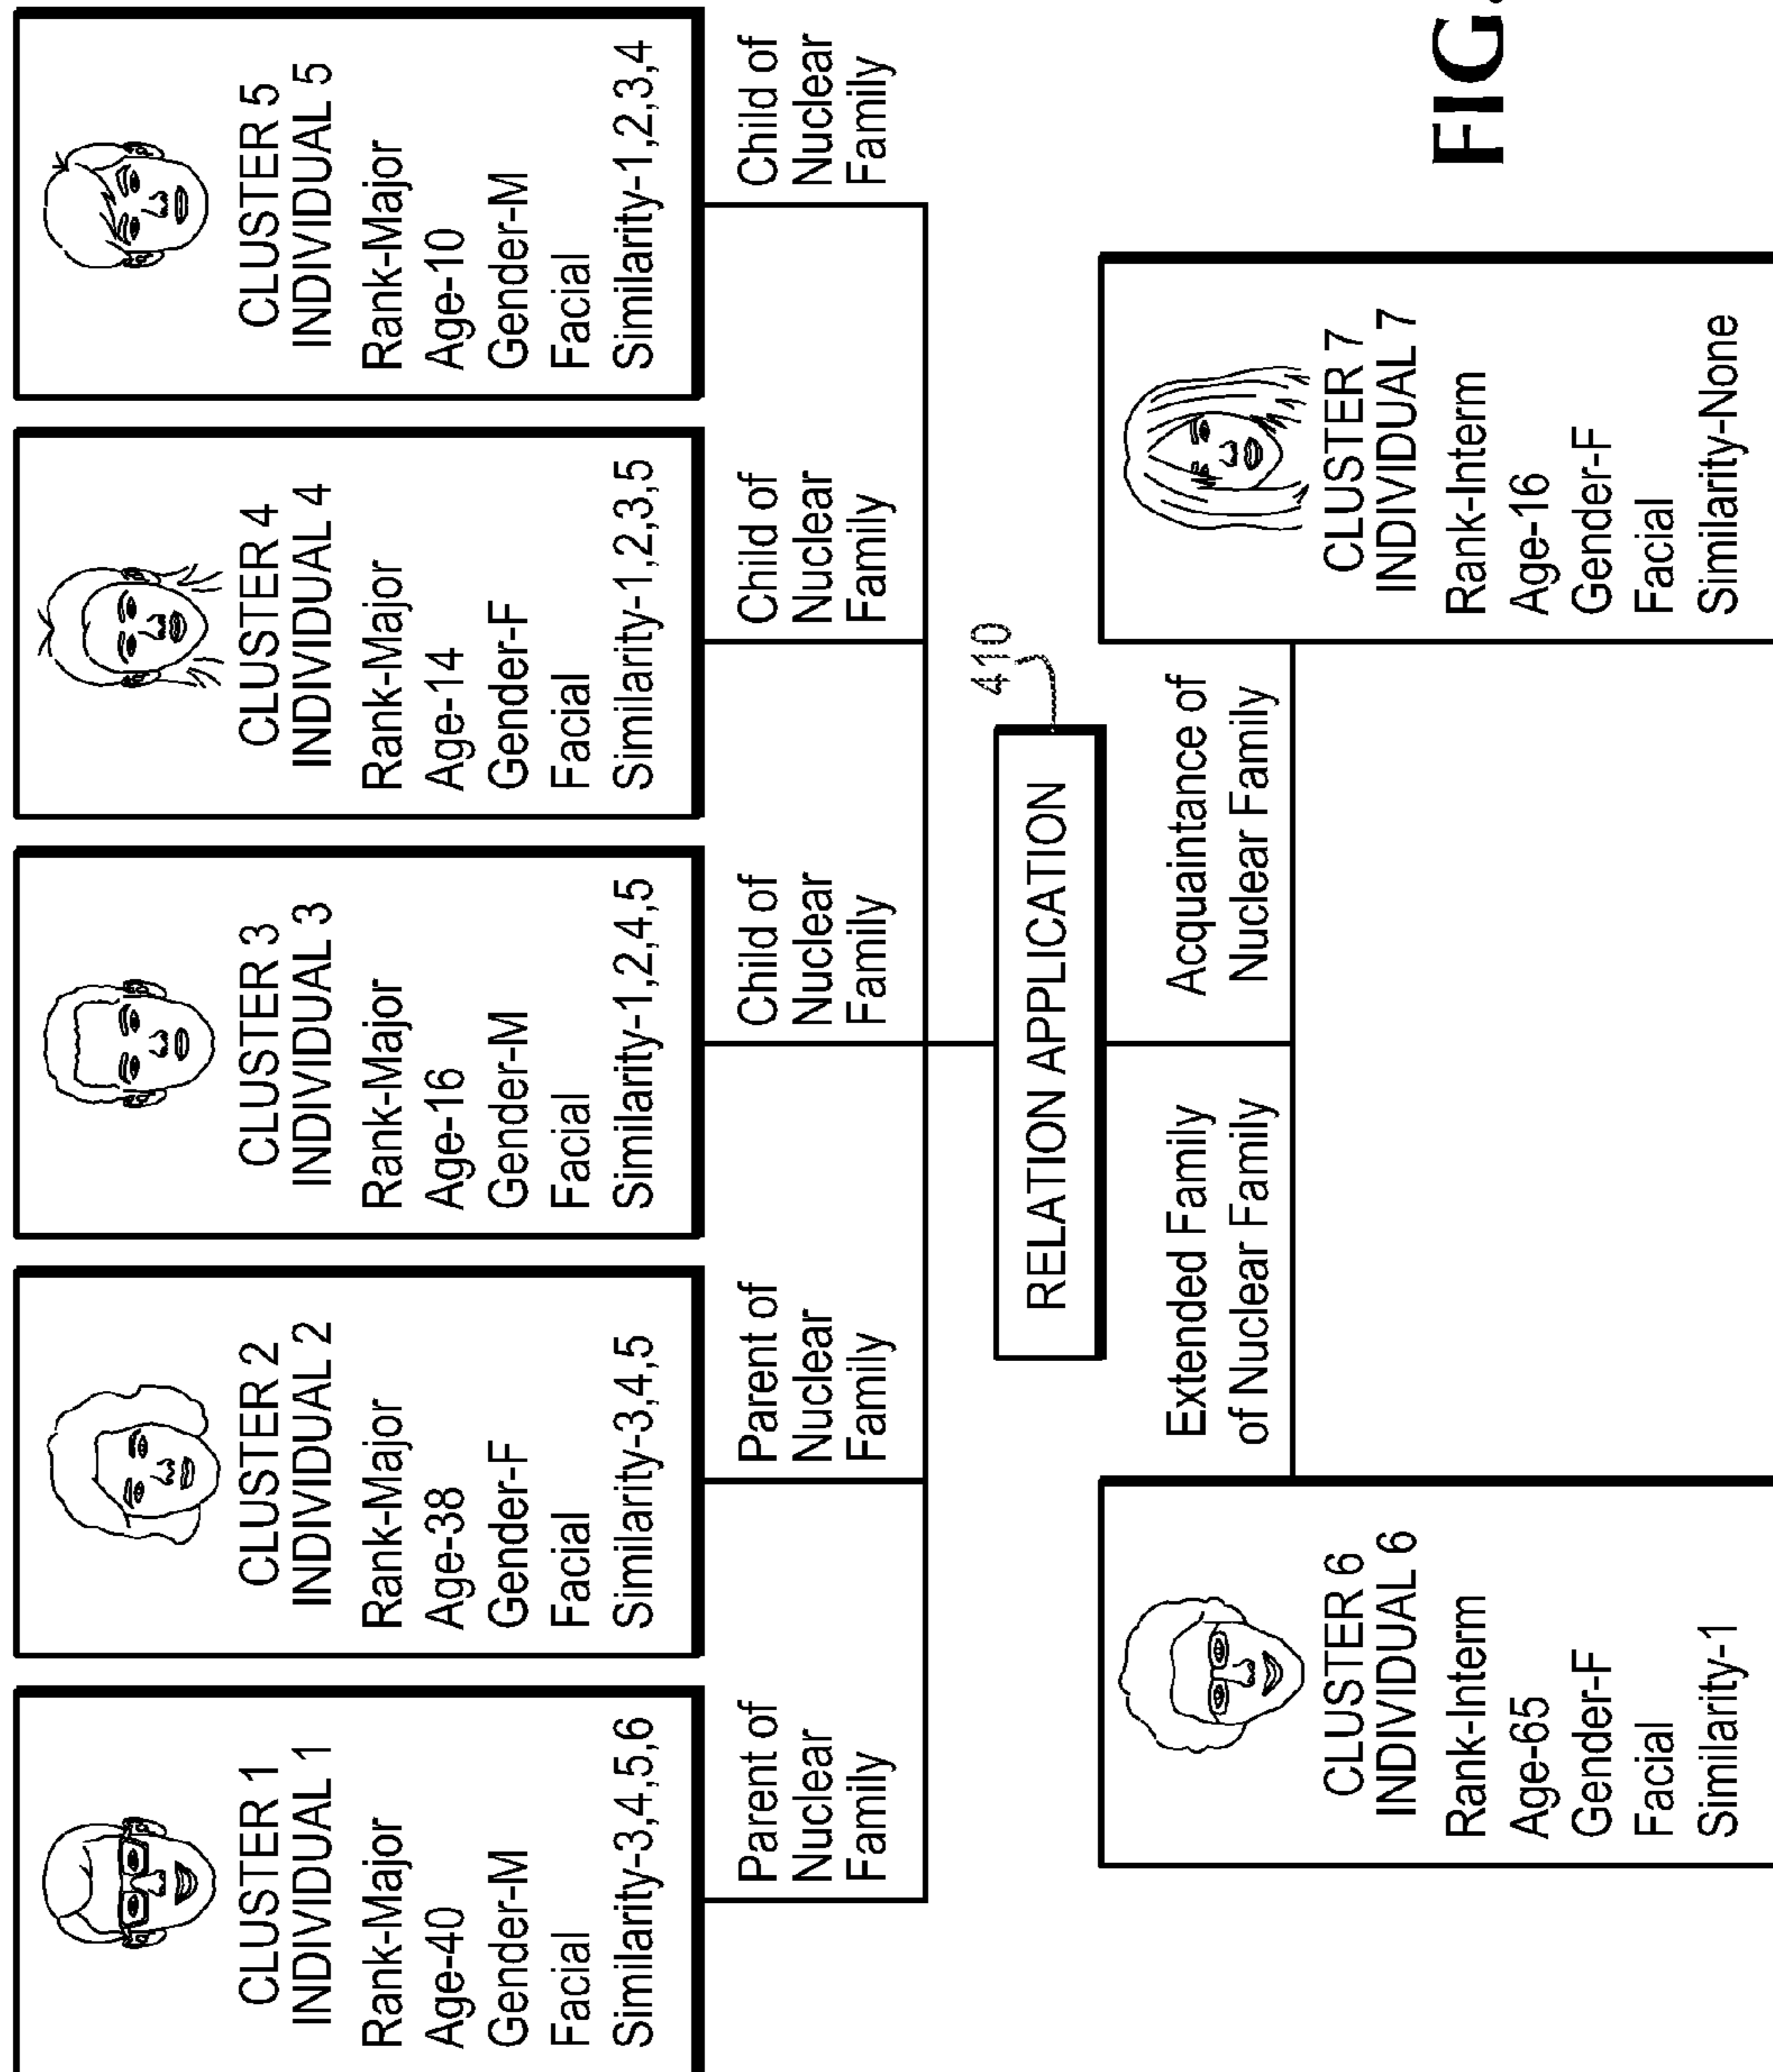 CLUSTER 1
INDIVIDUAL 1
Rank-Major
Age-40
Gender-M
Facial
Similarity-3,4,5,6
CLUSTER 2
INDIVIDUAL 2
Rank-Major
Age-38
Gender-F
Facial
Similarity-3,4,5
CLUSTER 3
INDIVIDUAL 3
Rank-Major
Age-16
Gender-M
Facial
Similarity-1,2,4,5
CLUSTER 4
INDIVIDUAL 4
Rank-Major
Age-14
Gender-F
Facial
Similarity-1,2,3,5
CLUSTER 5
INDIVIDUAL 5
Rank-Major
Age-10
Gender-M
Facial
Similarity-1,2,3,4
Parent of
Nuclear
Family
Parent of
Nuclear
Family
Child of
Nuclear
Family
Child of
Nuclear
Family
Child of
Nuclear
Family
410
RELATION APPLICATION
Extended Family
of Nuclear Family
Acquaintance of
Nuclear Family
CLUSTER 6
INDIVIDUAL 6
Rank-Interm
Age-65
Gender-F
Facial
Similarity-1
CLUSTER 7
INDIVIDUAL 7
Rank-Interm
Age-16
Gender-F
Facial
Similarity-None
FIG.